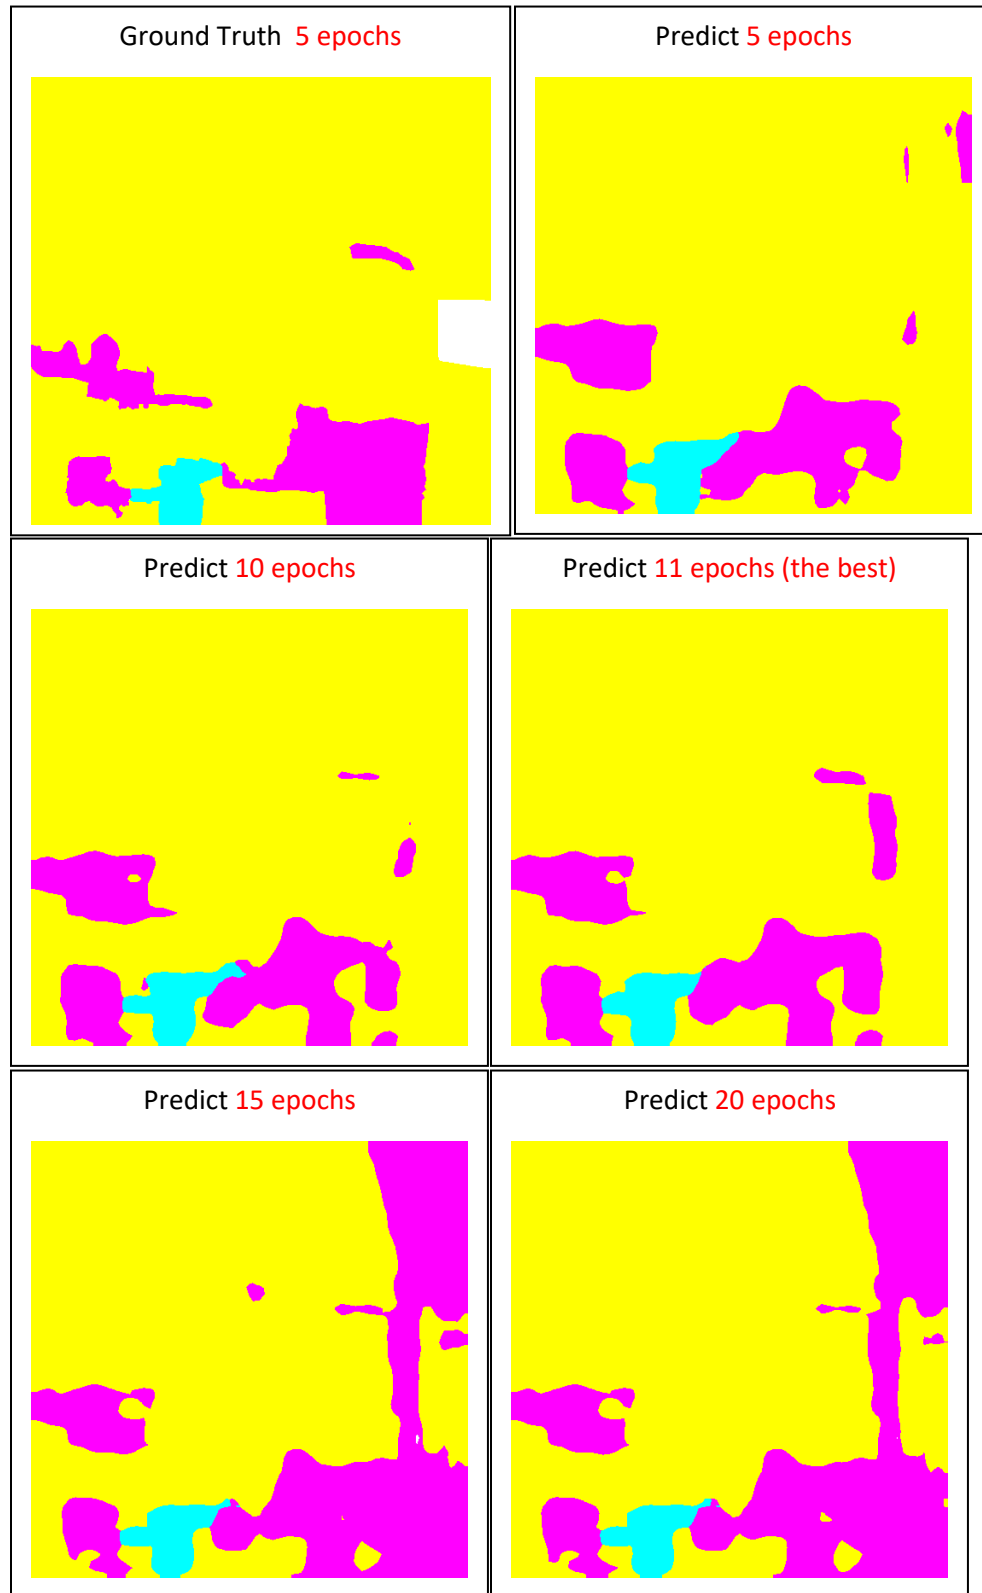 Ground Truth 5 epochs
Predict 5 epochs
Predict 10 epochs
Predict 11 epochs (the best)
Predict 15 epochs
Predict 20 epochs